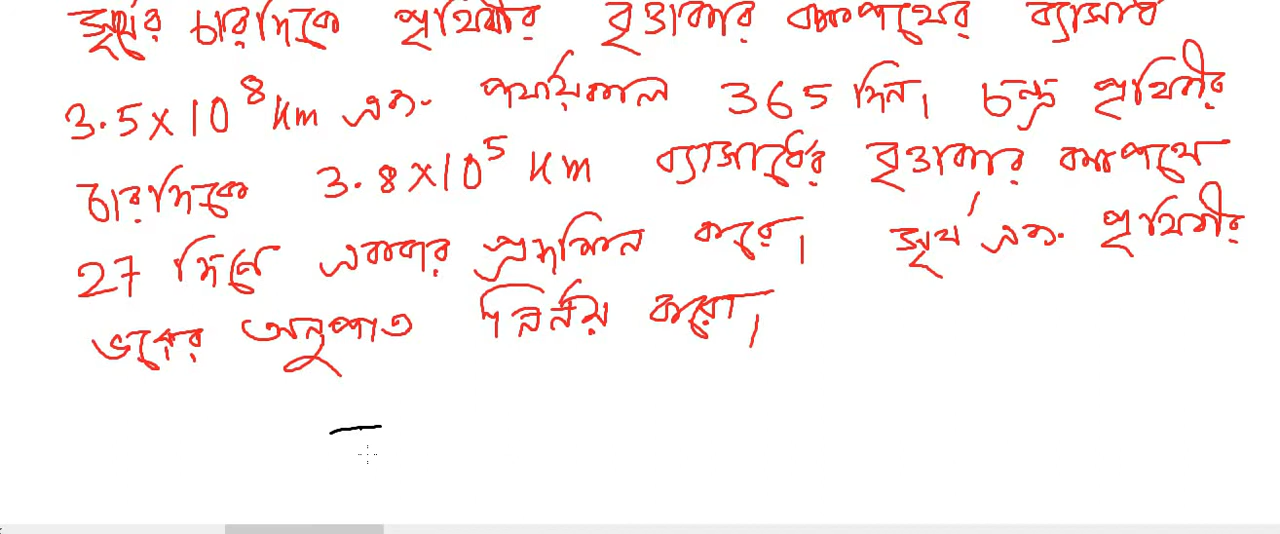 সূর্যের চারদিকে পৃথিবীর বৃত্তাকার কক্ষপথের ব্যাসার্ধ
3.5×10⁸ km এবং পর্যায়কাল 365 দিন। চন্দ্র পৃথিবীর
চারদিকে 3.8×10⁵ km ব্যাসার্ধের বৃত্তাকার কক্ষপথে
27 দিনে একবার প্রদক্ষিন করে। সূর্য এবং পৃথিবীর
ভরের অনুপাত নির্নয় করো।